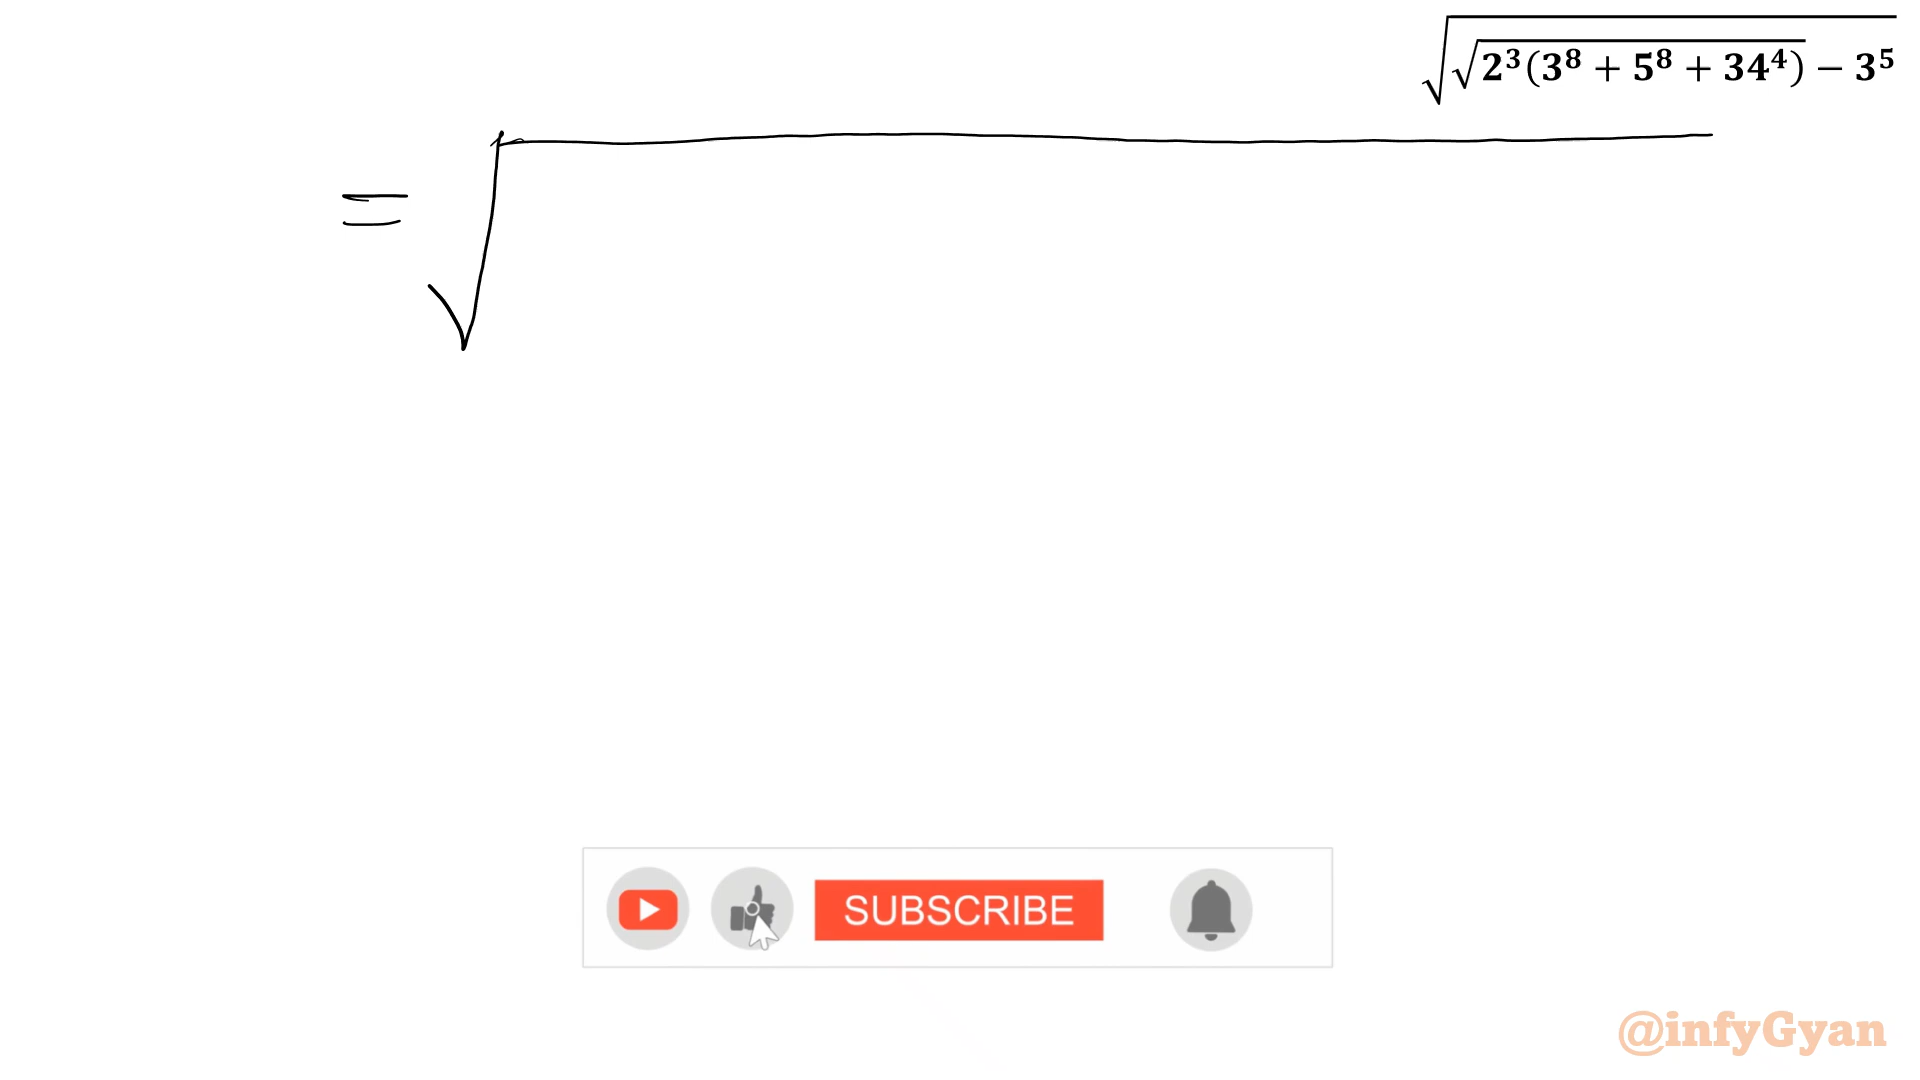 √(√(2³(3⁸ + 5⁸ + 34⁴)) − 3⁵)
= √
SUBSCRIBE
@infyGyan